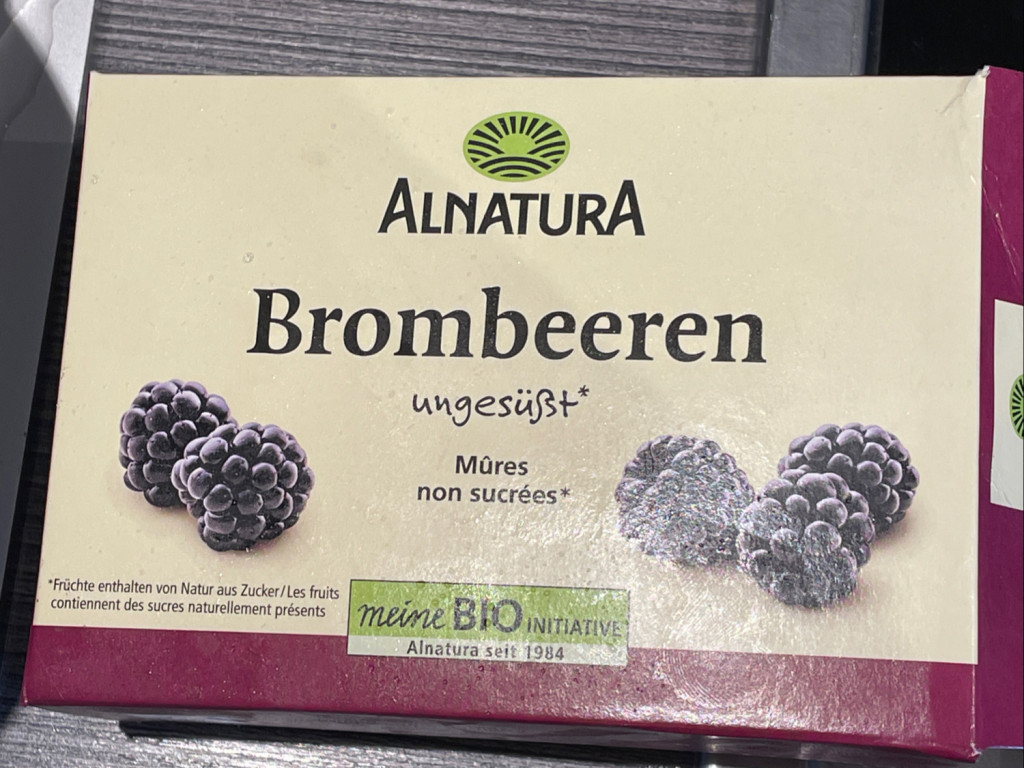 ALNATURA
Brombeeren
ungesüßt*
Mûres
non sucrées*
*Früchte enthalten von Natur aus Zucker/Les fruits
contiennent des sucres naturellement présents
meine BIO INITIATIVE
Alnatura seit 1984